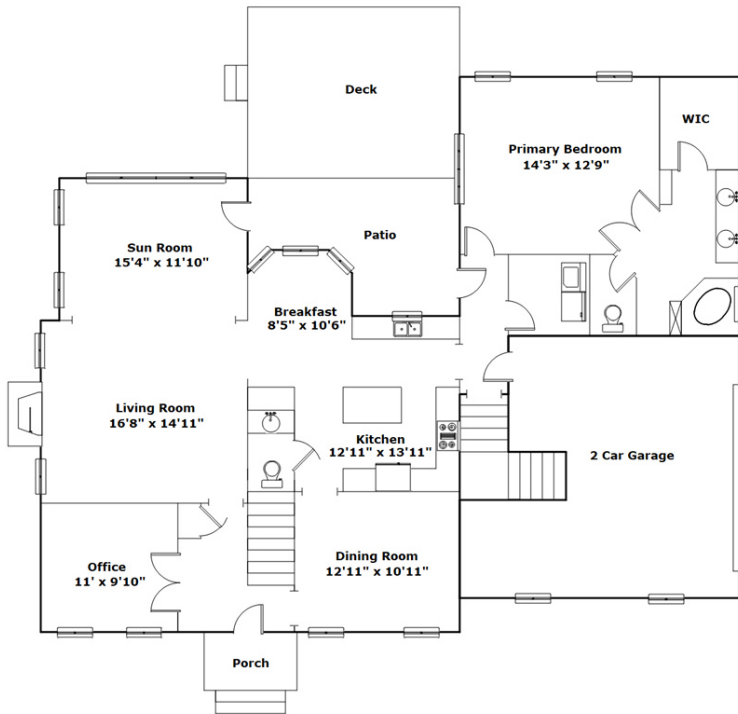 Deck
WIC
Primary Bedroom
14'3" x 12'9"
Patio
Sun Room
15'4" x 11'10"
Breakfast
8'5" x 10'6"
Living Room
16'8" x 14'11"
Kitchen
12'11" x 13'11"
2 Car Garage
Dining Room
12'11" x 10'11"
Office
11' x 9'10"
Porch